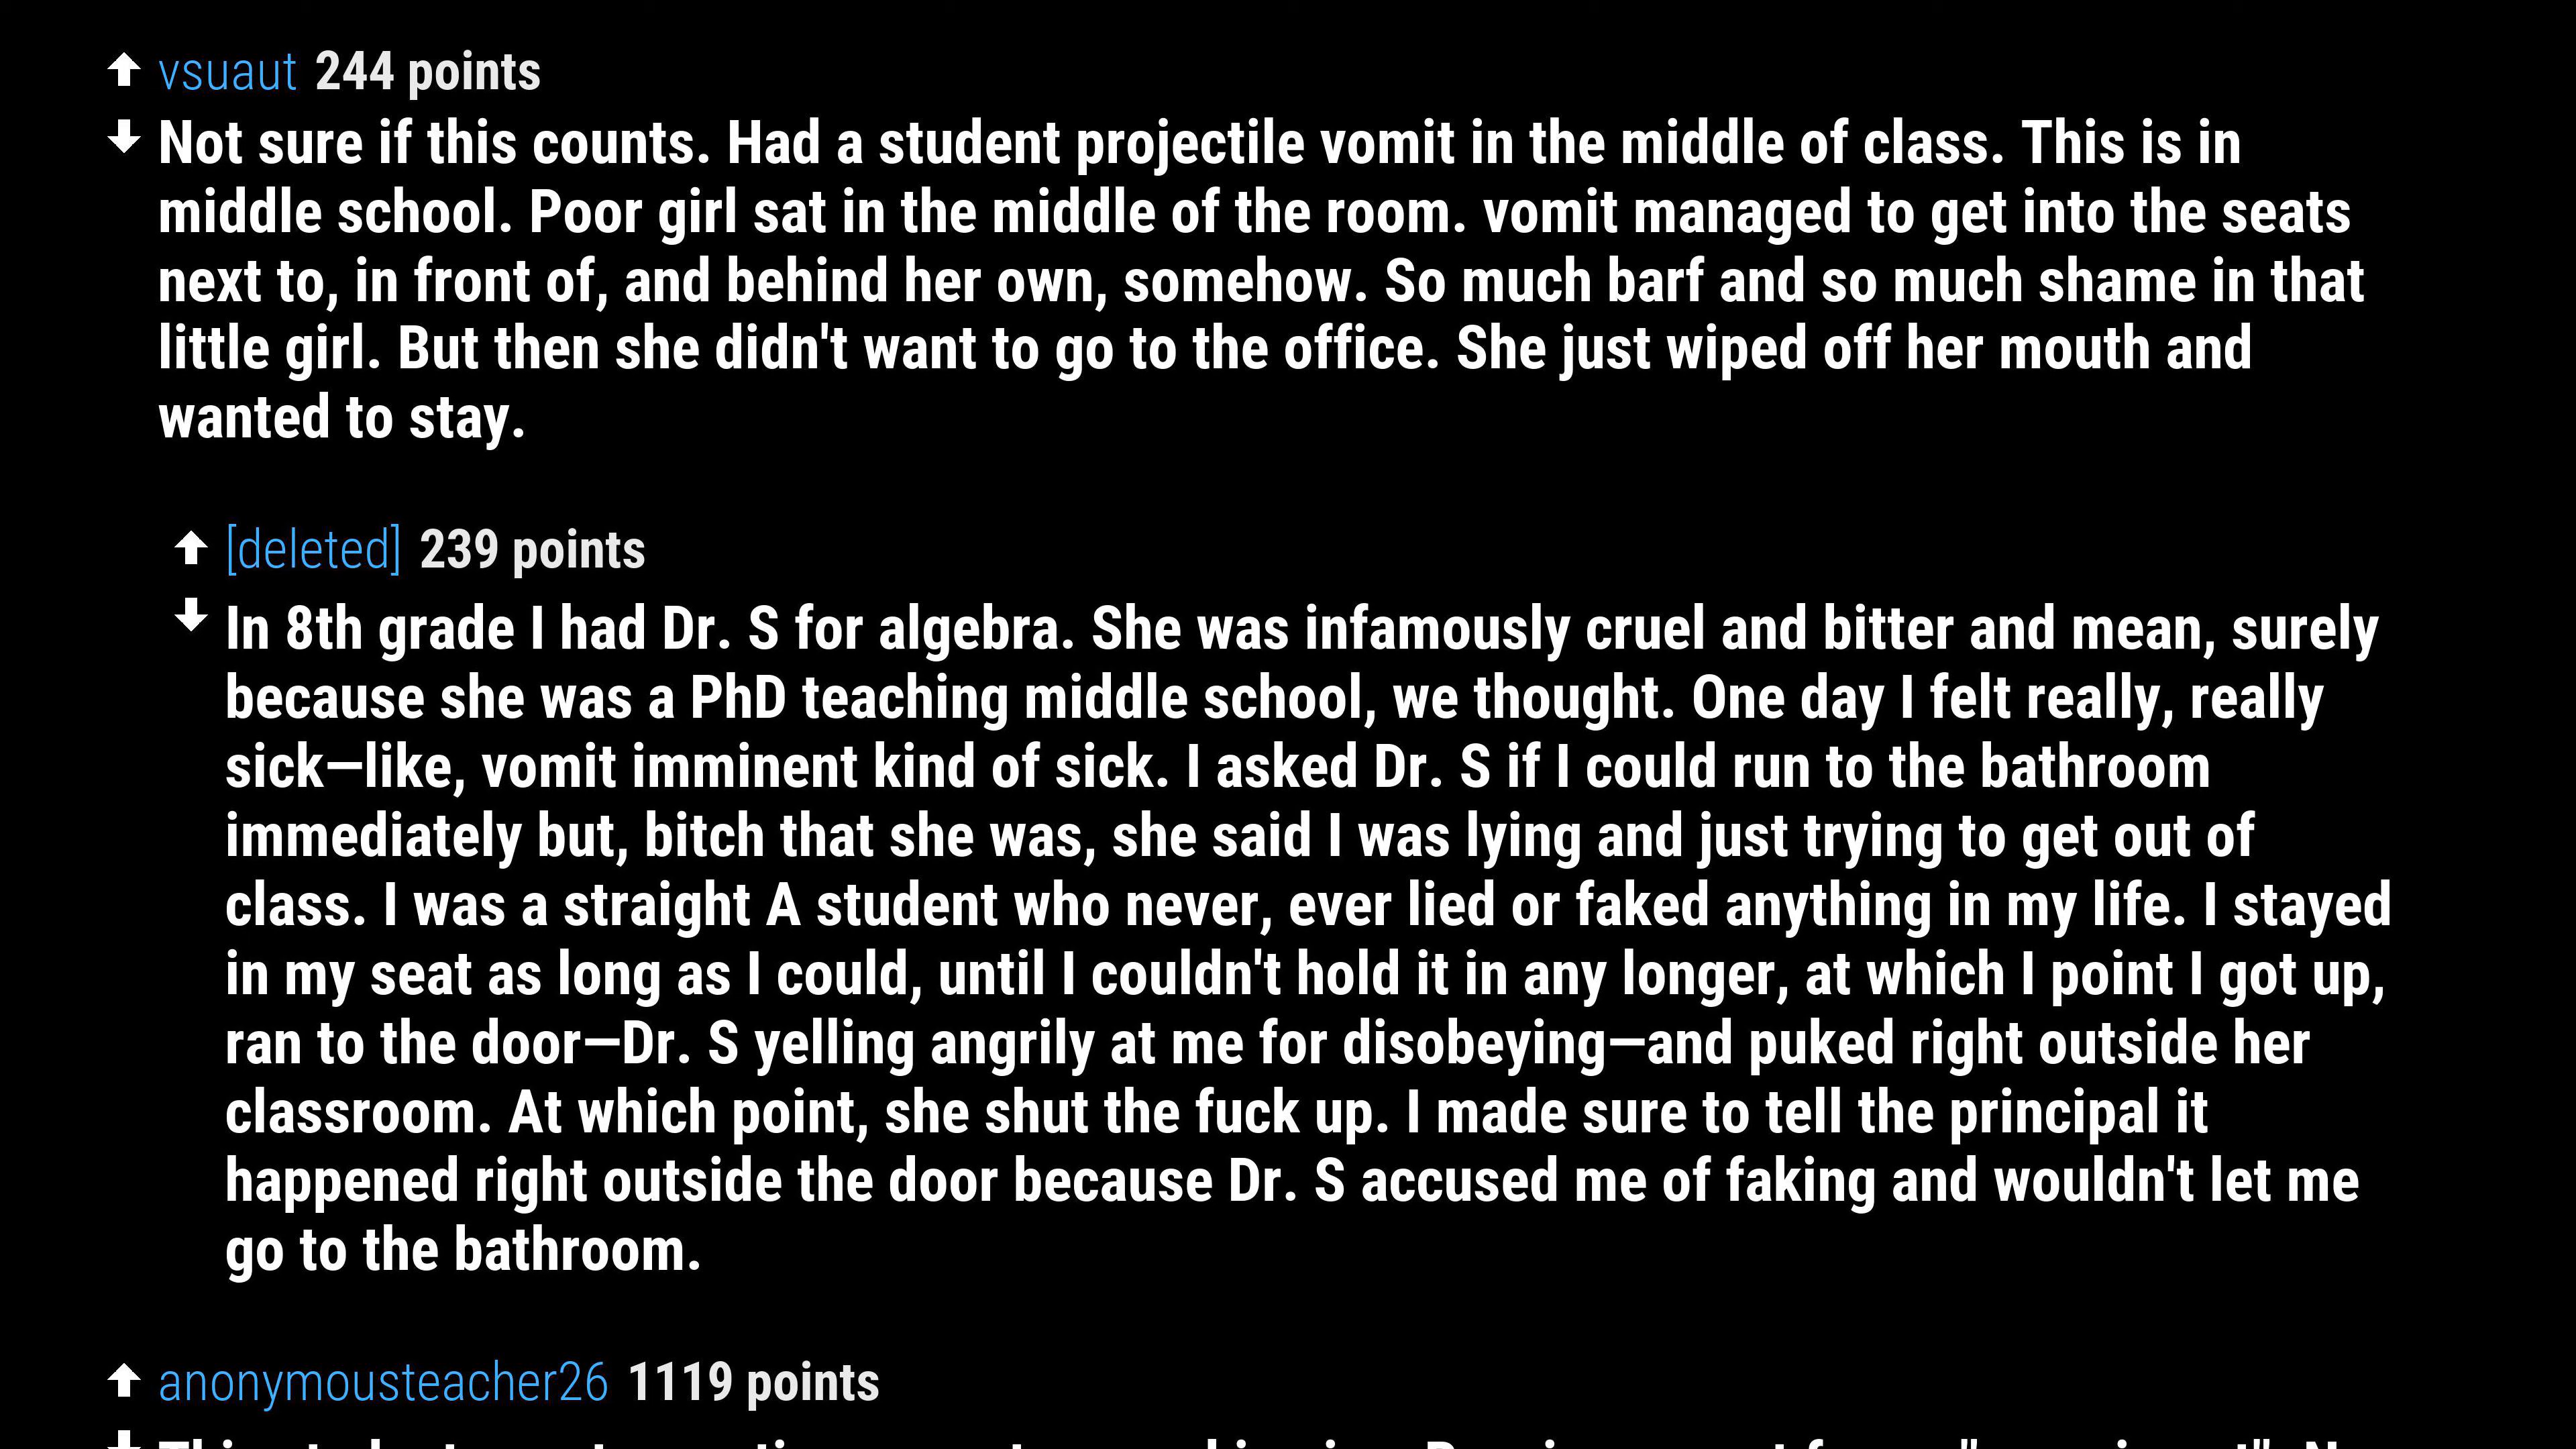 vsuaut 244 points
Not sure if this counts. Had a student projectile vomit in the middle of class. This is in
middle school. Poor girl sat in the middle of the room. vomit managed to get into the seats
next to, in front of, and behind her own, somehow. So much barf and so much shame in that
little girl. But then she didn't want to go to the office. She just wiped off her mouth and
wanted to stay.
[deleted] 239 points
In 8th grade I had Dr. S for algebra. She was infamously cruel and bitter and mean, surely
because she was a PhD teaching middle school, we thought. One day I felt really, really
sick—like, vomit imminent kind of sick. I asked Dr. S if I could run to the bathroom
immediately but, bitch that she was, she said I was lying and just trying to get out of
class. I was a straight A student who never, ever lied or faked anything in my life. I stayed
in my seat as long as I could, until I couldn't hold it in any longer, at which I point I got up,
ran to the door—Dr. S yelling angrily at me for disobeying—and puked right outside her
classroom. At which point, she shut the fuck up. I made sure to tell the principal it
happened right outside the door because Dr. S accused me of faking and wouldn't let me
go to the bathroom.
anonymousteacher26 1119 points